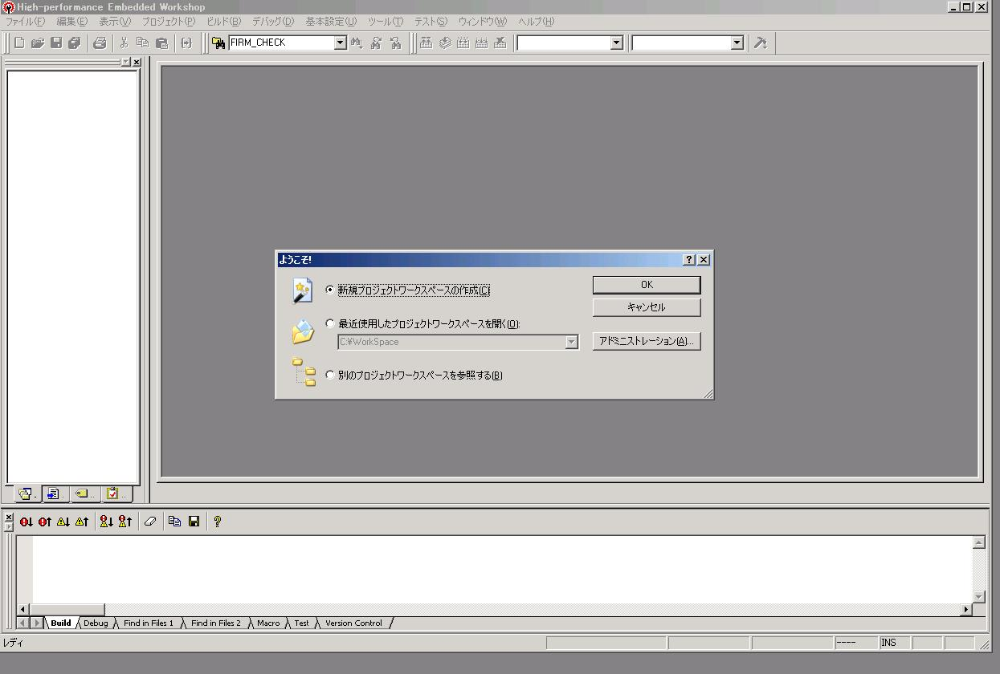 High-performance Embedded Workshop
ファイル(F) 編集(E) 表示(V) プロジェクト(P) ビルド(B) デバッグ(D) 基本設定(U) ツール(T) テスト(S) ウィンドウ(W) ヘルプ(H)
FIRM_CHECK
ようこそ!
新規プロジェクトワークスペースの作成(C)
OK
キャンセル
最近使用したプロジェクトワークスペースを開く(O):
C:¥WorkSpace
アドミニストレーション(A)...
別のプロジェクトワークスペースを参照する(B)
Build Debug Find in Files 1 Find in Files 2 Macro Test Version Control
レディ ---- INS